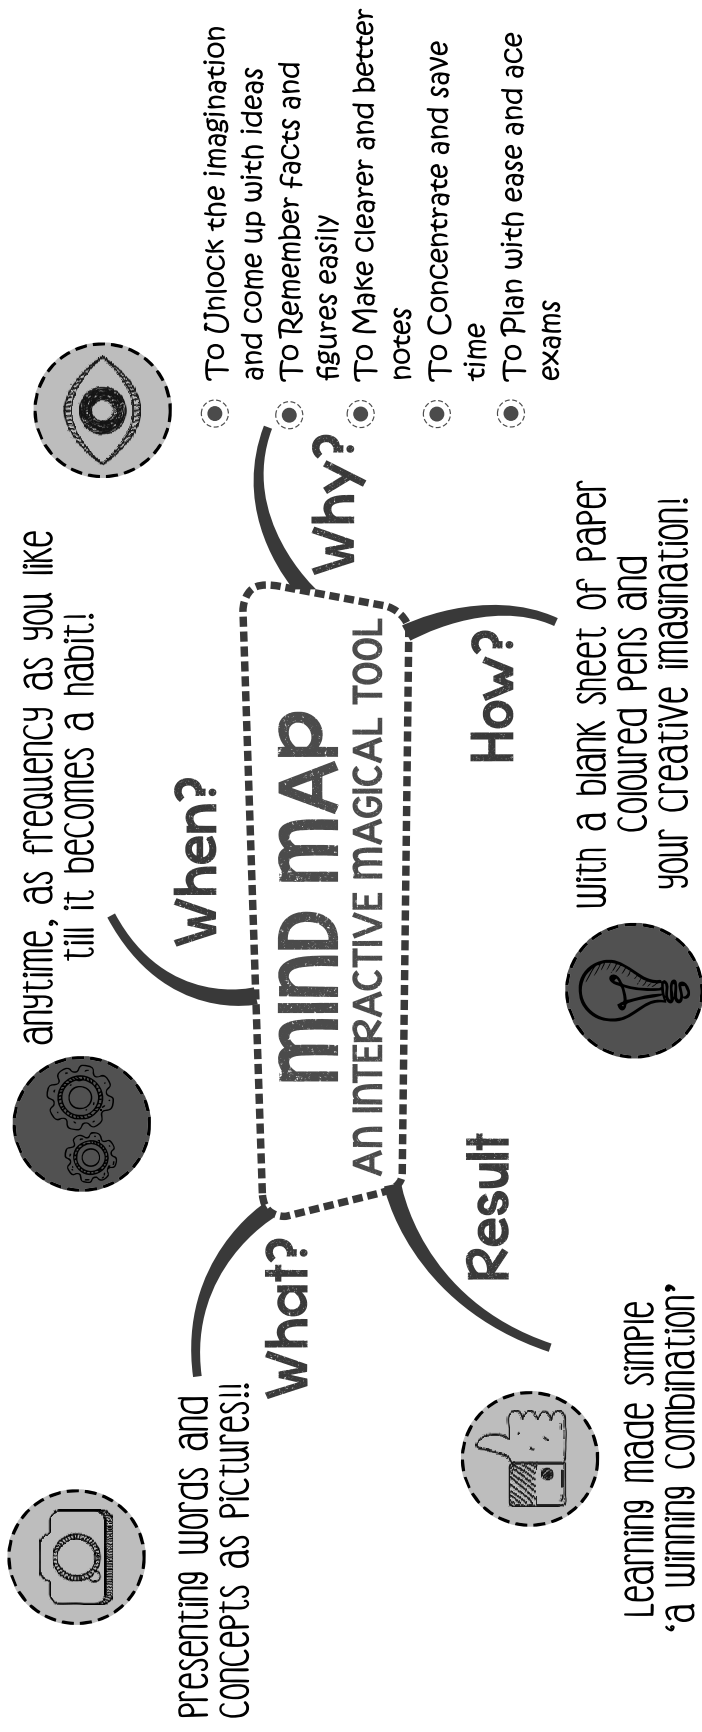 MIND MAP
AN INTERACTIVE MAGICAL TOOL
What?
Presenting words and
concepts as pictures!!
When?
anytime, as frequency as you like
till it becomes a habit!
Why?
To Unlock the imagination
and come up with ideas
To Remember facts and
figures easily
To Make clearer and better
notes
To Concentrate and save
time
To Plan with ease and ace
exams
How?
with a blank sheet of paper
coloured pens and
your creative imagination!
Result
Learning made simple
‘a winning combination’